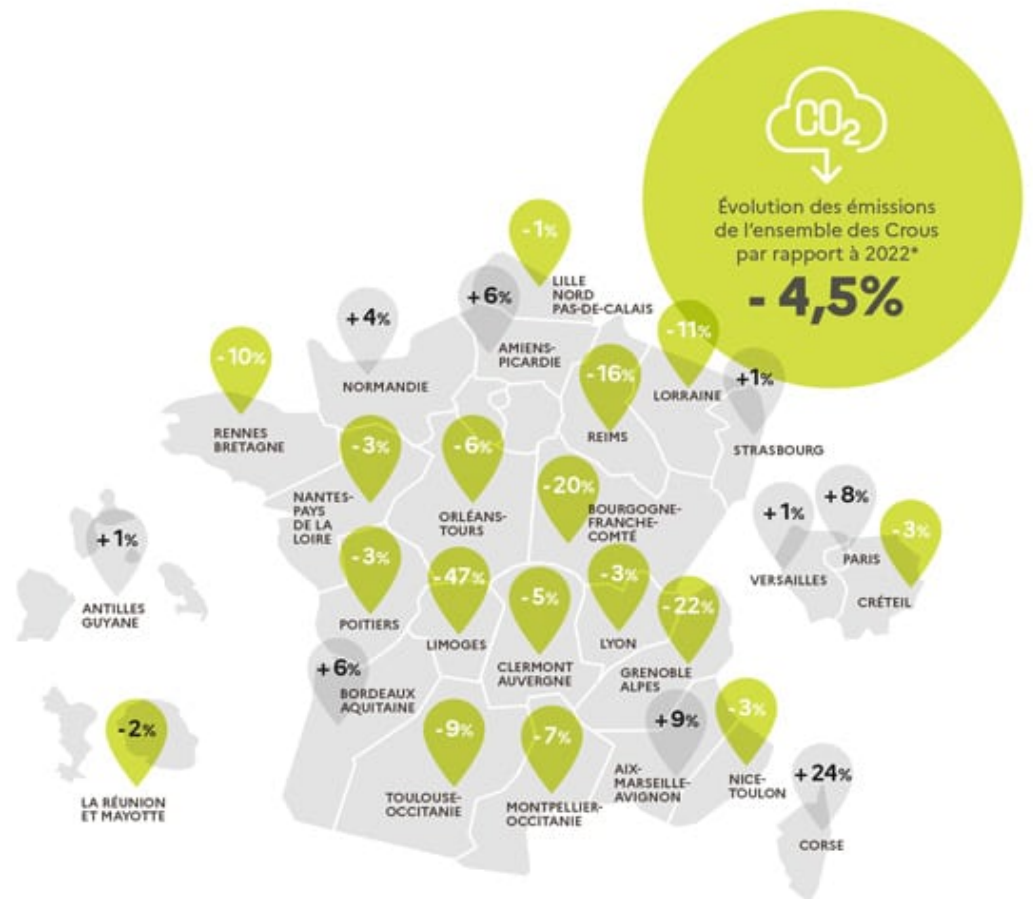 CO2
Évolution des émissions
de l'ensemble des Crous
par rapport à 2022*
- 4,5%
-1%
LILLE
NORD
PAS-DE-CALAIS
+6%
AMIENS-
PICARDIE
+4%
NORMANDIE
-11%
LORRAINE
-10%
RENNES
BRETAGNE
-16%
REIMS
+1%
STRASBOURG
-3%
NANTES-
PAYS
DE LA
LOIRE
-6%
ORLÉANS-
TOURS
-20%
BOURGOGNE-
FRANCHE-
COMTÉ
+1%
VERSAILLES
+8%
PARIS
-3%
CRÉTEIL
+1%
ANTILLES
GUYANE
-3%
POITIERS
-47%
LIMOGES
-5%
CLERMONT
AUVERGNE
-3%
LYON
-22%
GRENOBLE
ALPES
+6%
BORDEAUX
AQUITAINE
-2%
LA RÉUNION
ET MAYOTTE
-9%
TOULOUSE-
OCCITANIE
-7%
MONTPELLIER-
OCCITANIE
+9%
AIX-
MARSEILLE-
AVIGNON
-3%
NICE-
TOULON
+24%
CORSE